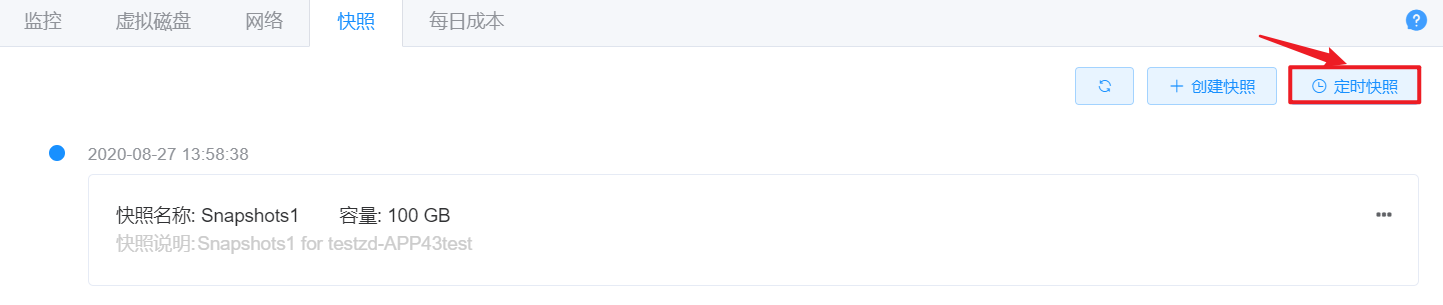 监控 虚拟磁盘 网络 快照 每日成本 ?
创建快照 定时快照
2020-08-27 13:58:38
快照名称: Snapshots1 容量: 100 GB
快照说明:Snapshots1 for testzd-APP43test